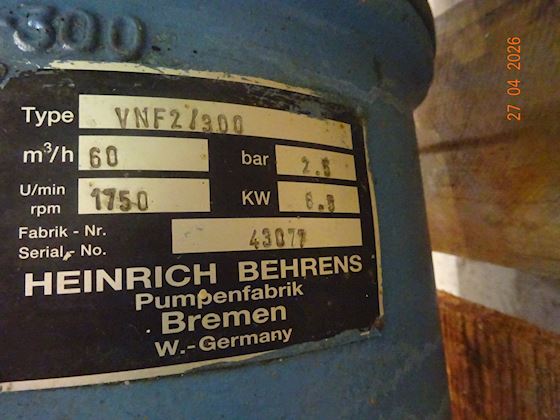 300
Type VNF2/300
m³/h 60 bar 2.5
U/min rpm 1750 KW 6.8
Fabrik - Nr.
Serial - No. 43077
HEINRICH BEHRENS
Pumpenfabrik
Bremen
W.-Germany
27 04 2026